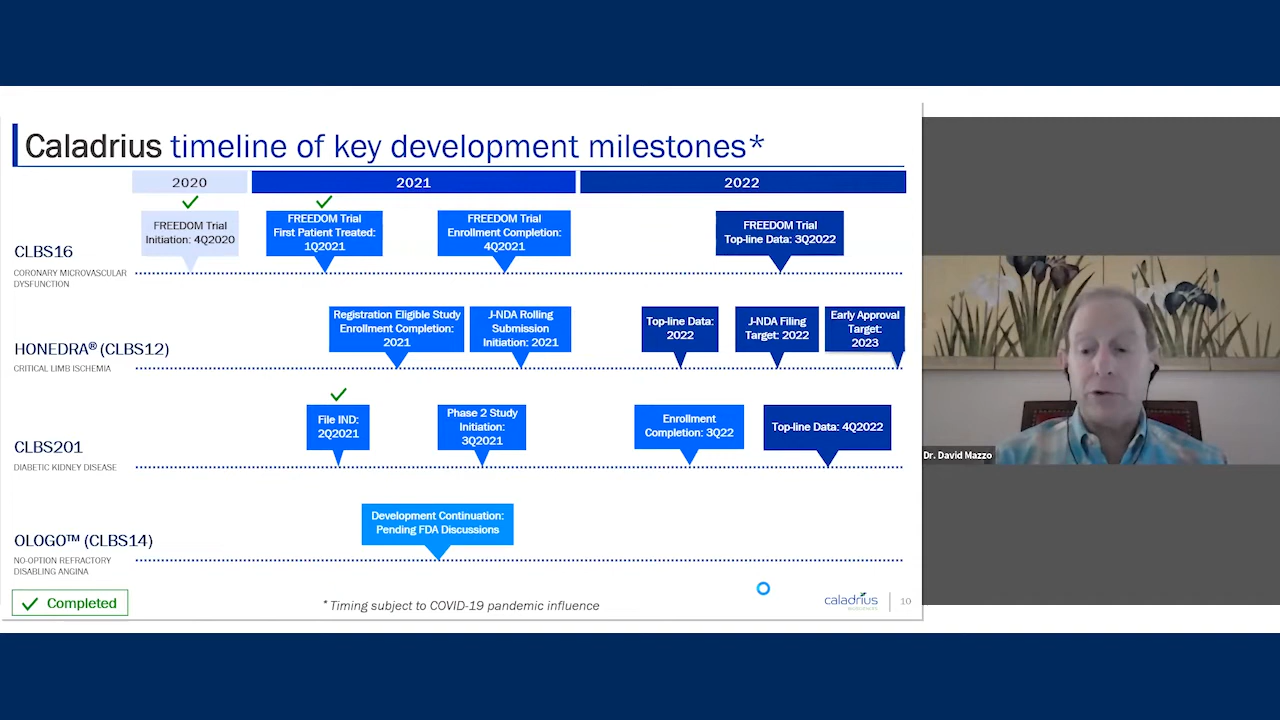 Caladrius timeline of key development milestones*
2020
2021
2022
CLBS16
CORONARY MICROVASCULAR
DYSFUNCTION
FREEDOM Trial
Initiation: 4Q2020
FREEDOM Trial
First Patient Treated:
1Q2021
FREEDOM Trial
Enrollment Completion:
4Q2021
FREEDOM Trial
Top-line Data: 3Q2022
HONEDRA® (CLBS12)
CRITICAL LIMB ISCHEMIA
Registration Eligible Study
Enrollment Completion:
2021
J-NDA Rolling
Submission
Initiation: 2021
Top-line Data:
2022
J-NDA Filing
Target: 2022
Early Approval
Target:
2023
CLBS201
DIABETIC KIDNEY DISEASE
File IND:
2Q2021
Phase 2 Study
Initiation:
3Q2021
Enrollment
Completion: 3Q22
Top-line Data: 4Q2022
OLOGO™ (CLBS14)
NO-OPTION REFRACTORY
DISABLING ANGINA
Development Continuation:
Pending FDA Discussions
Completed
* Timing subject to COVID-19 pandemic influence
caladrius
10
Dr. David Mazzo